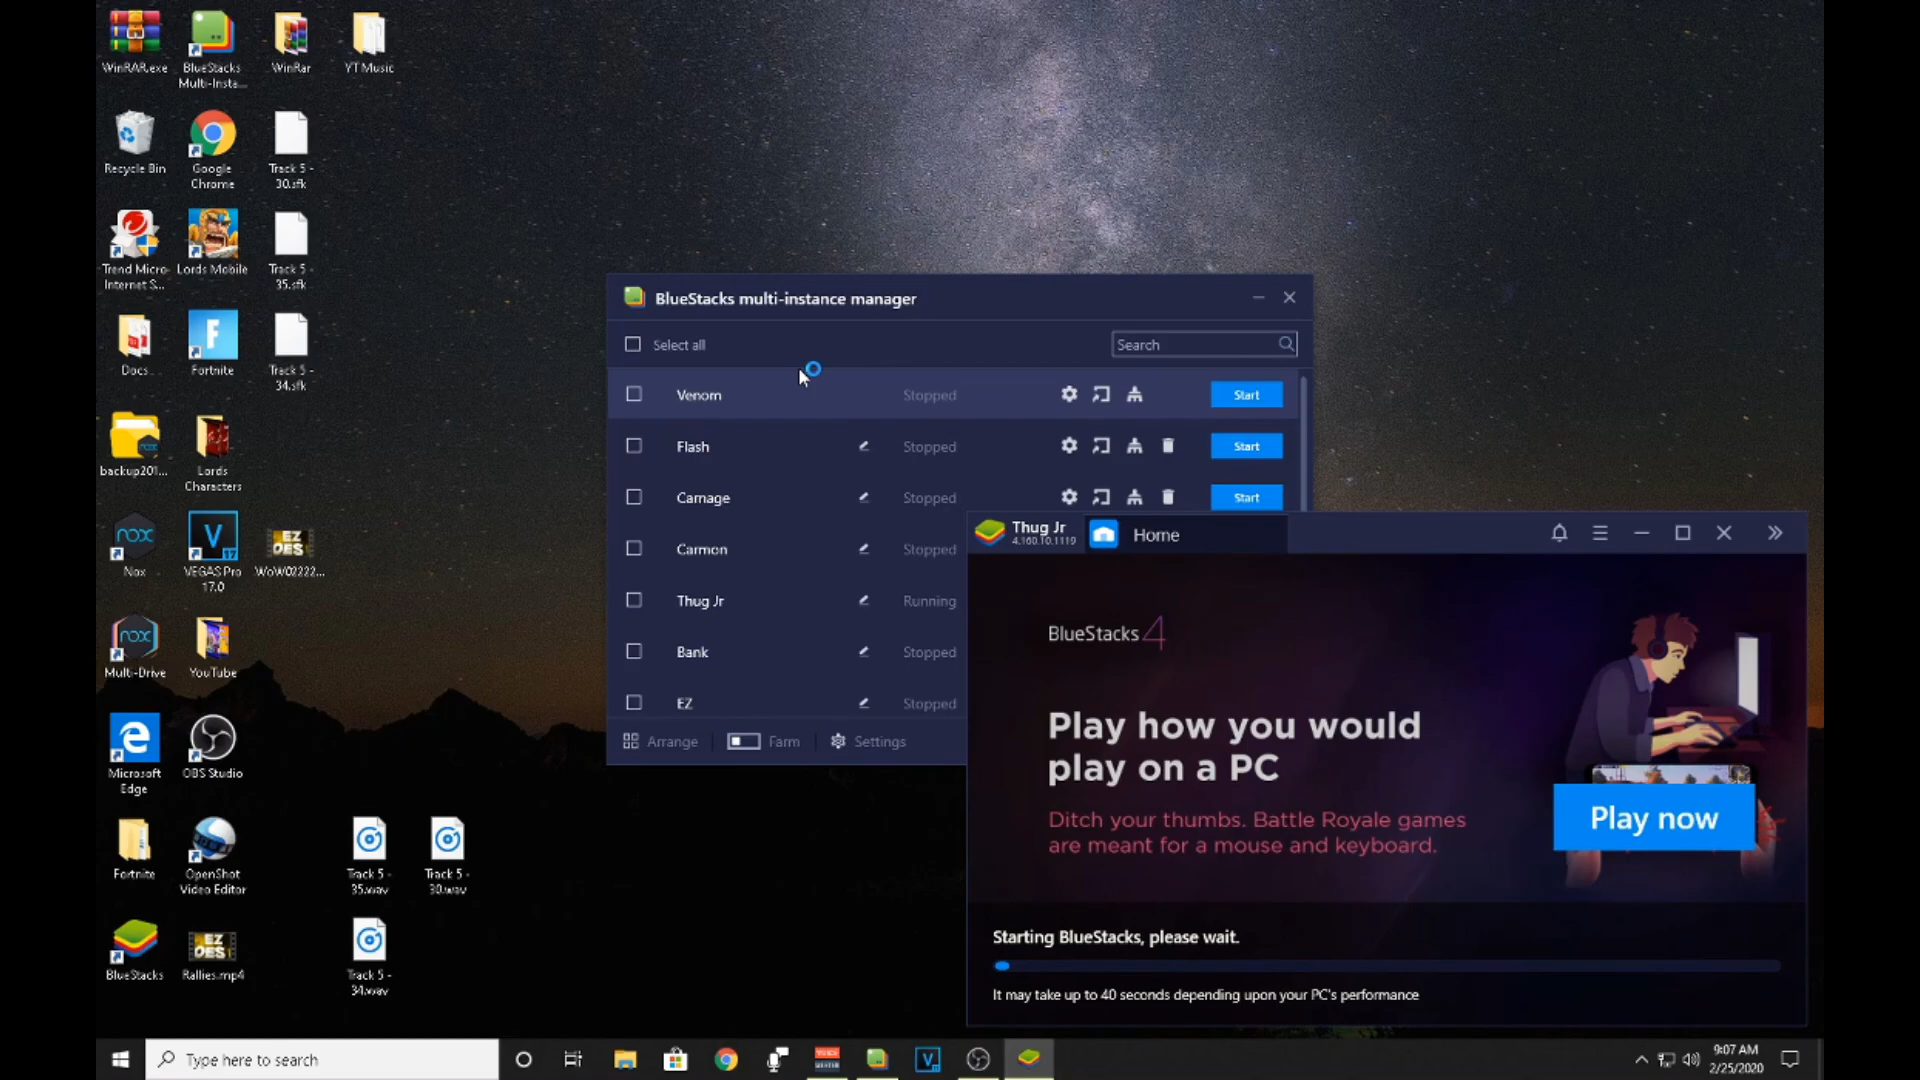 WinRAR.exe
BlueStacks
Multi-Insta...
WinRar
YT Music
Recycle Bin
Google
Chrome
Track 5 -
30.sfk
Trend Micro
Internet S...
Lords Mobile
Track 5 -
35.sfk
Docs
Fortnite
Track 5 -
34.sfk
backup201...
Lords
Characters
Nox
VEGAS Pro
17.0
WoW02222...
Multi-Drive
YouTube
Microsoft
Edge
OBS Studio
Fortnite
OpenShot
Video Editor
Track 5 -
35.wav
Track 5 -
30.wav
BlueStacks
Rallies.mp4
Track 5 -
34.wav
BlueStacks multi-instance manager
Select all
Search
Venom Stopped Start
Flash Stopped Start
Carnage Stopped Start
Carmon Stopped
Thug Jr Running
Bank Stopped
EZ Stopped
Arrange Farm Settings
Thug Jr
4.160.10.1119
Home
BlueStacks 4
Play how you would
play on a PC
Ditch your thumbs. Battle Royale games
are meant for a mouse and keyboard.
Play now
Starting BlueStacks, please wait.
It may take up to 40 seconds depending upon your PC's performance
Type here to search
9:07 AM
2/25/2020